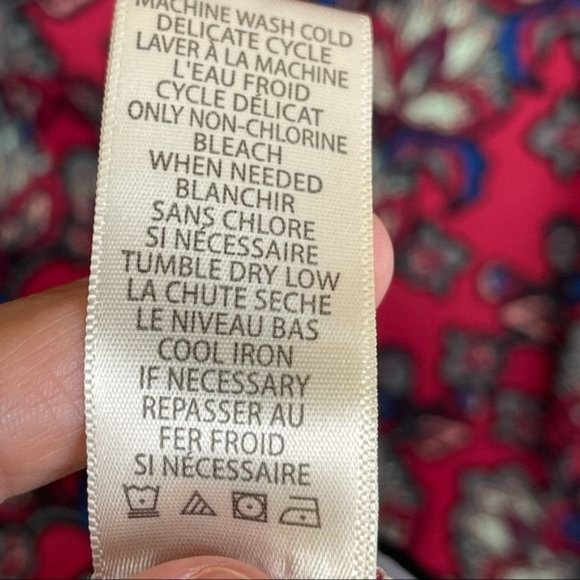 MACHINE WASH COLD
DELICATE CYCLE
LAVER À LA MACHINE
L'EAU FROID
CYCLE DÉLICAT
ONLY NON-CHLORINE
BLEACH
WHEN NEEDED
BLANCHIR
SANS CHLORE
SI NÉCESSAIRE
TUMBLE DRY LOW
LA CHUTE SECHE
LE NIVEAU BAS
COOL IRON
IF NECESSARY
REPASSER AU
FER FROID
SI NÉCESSAIRE